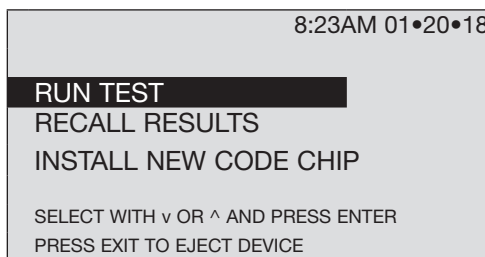 8:23AM 01•20•18
RUN TEST
RECALL RESULTS
INSTALL NEW CODE CHIP
SELECT WITH v OR ^ AND PRESS ENTER
PRESS EXIT TO EJECT DEVICE